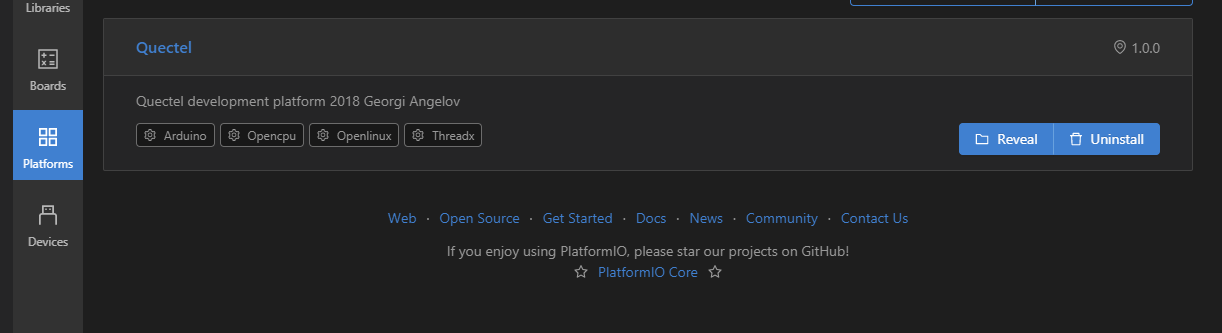 Libraries
Boards
Platforms
Devices
Quectel 1.0.0
Quectel development platform 2018 Georgi Angelov
Arduino Opencpu Openlinux Threadx
Reveal Uninstall
Web · Open Source · Get Started · Docs · News · Community · Contact Us
If you enjoy using PlatformIO, please star our projects on GitHub!
PlatformIO Core